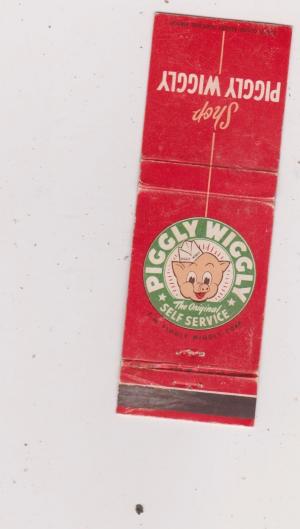 Shop
PIGGLY WIGGLY
PIGGLY WIGGLY
The Original
SELF SERVICE